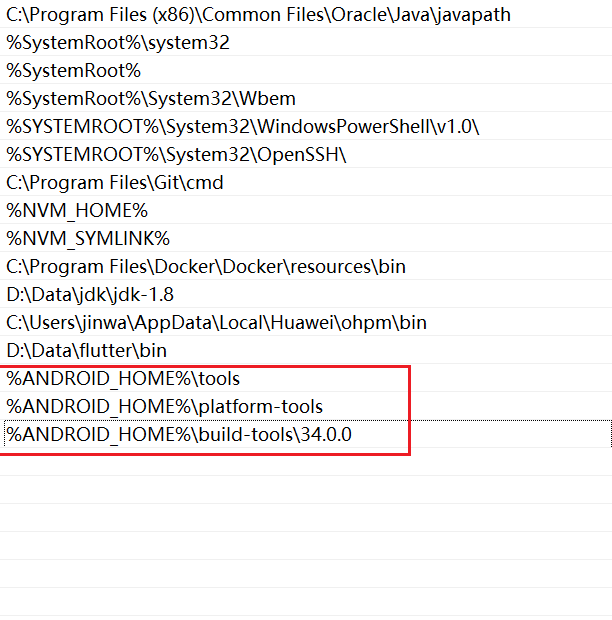 C:\Program Files (x86)\Common Files\Oracle\Java\javapath
%SystemRoot%\system32
%SystemRoot%
%SystemRoot%\System32\Wbem
%SYSTEMROOT%\System32\WindowsPowerShell\v1.0\
%SYSTEMROOT%\System32\OpenSSH\
C:\Program Files\Git\cmd
%NVM_HOME%
%NVM_SYMLINK%
C:\Program Files\Docker\Docker\resources\bin
D:\Data\jdk\jdk-1.8
C:\Users\jinwa\AppData\Local\Huawei\ohpm\bin
D:\Data\flutter\bin
%ANDROID_HOME%\tools
%ANDROID_HOME%\platform-tools
%ANDROID_HOME%\build-tools\34.0.0